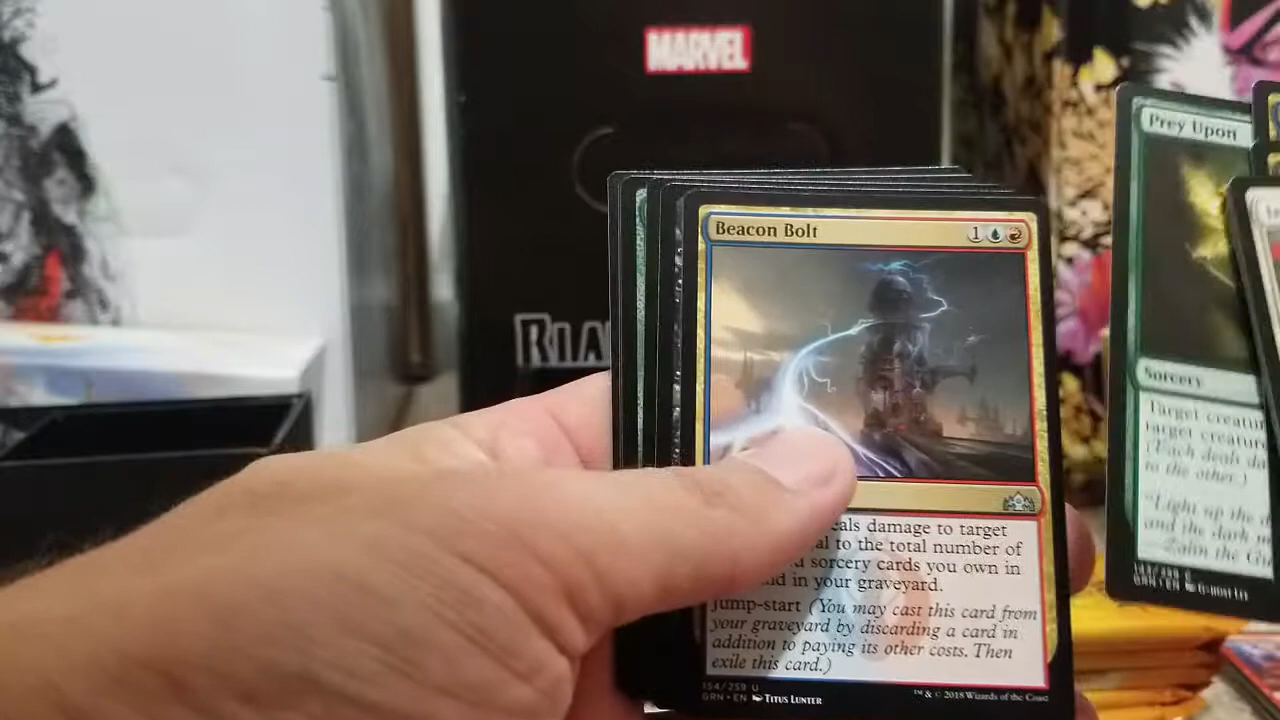 MARVEL
Beacon Bolt
1
eals damage to target
al to the total number of
d sorcery cards you own in
nd in your graveyard.
Jump-start (You may cast this card from
your graveyard by discarding a card in
addition to paying its other costs. Then
exile this card.)
154/259 U
GRN • EN Titus Lunter
™ & © 2018 Wizards of the Coast
Prey Upon
Sorcery
Target creatur
target creatur
(Each deals da
to the other.)
"Light up the d
and the dark